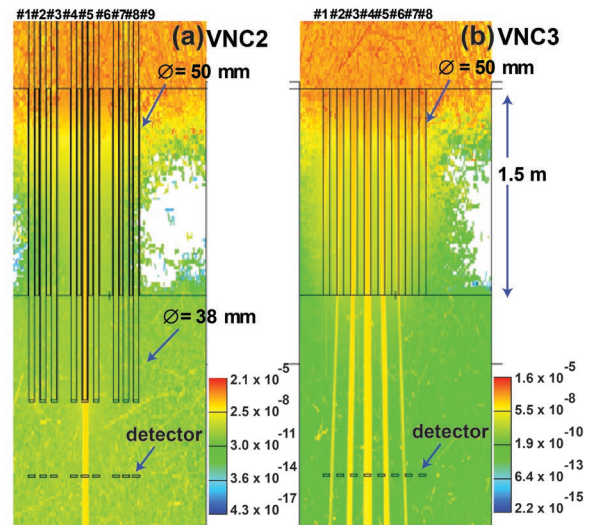 #1#2#3 #4 #5 #6 #7#8 #9
(a) VNC2
∅= 50 mm
∅= 38 mm
detector
2.1 x 10 -5
2.5 x 10 -8
3.0 x 10 -11
3.6 x 10 -14
4.3 x 10 -17
#1 #2#3#4#5#6#7#8
(b) VNC3
∅= 50 mm
1.5 m
detector
1.6 x 10 -5
5.5 x 10 -8
1.9 x 10 -10
6.4 x 10 -13
2.2 x 10 -15